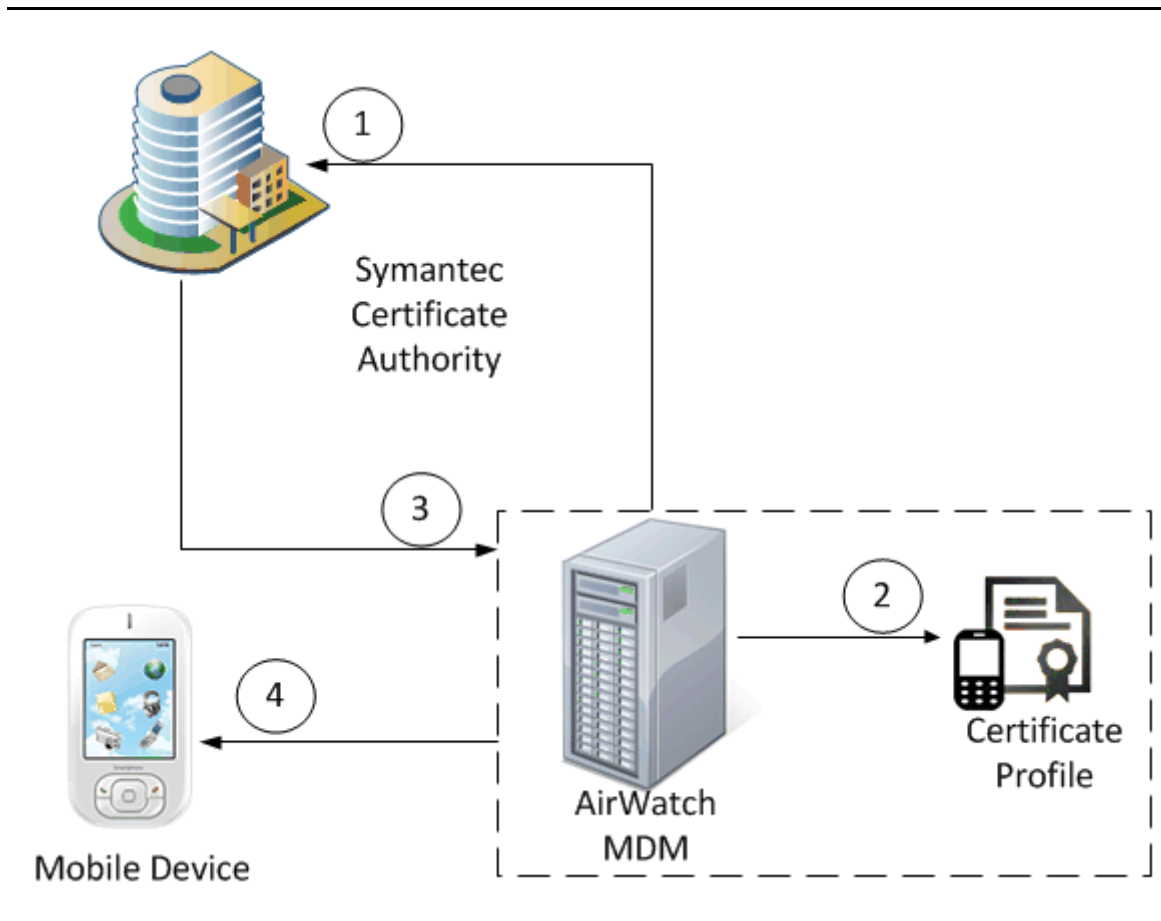 1
Symantec
Certificate
Authority
3
2
4
Certificate
Profile
AirWatch
MDM
Mobile Device